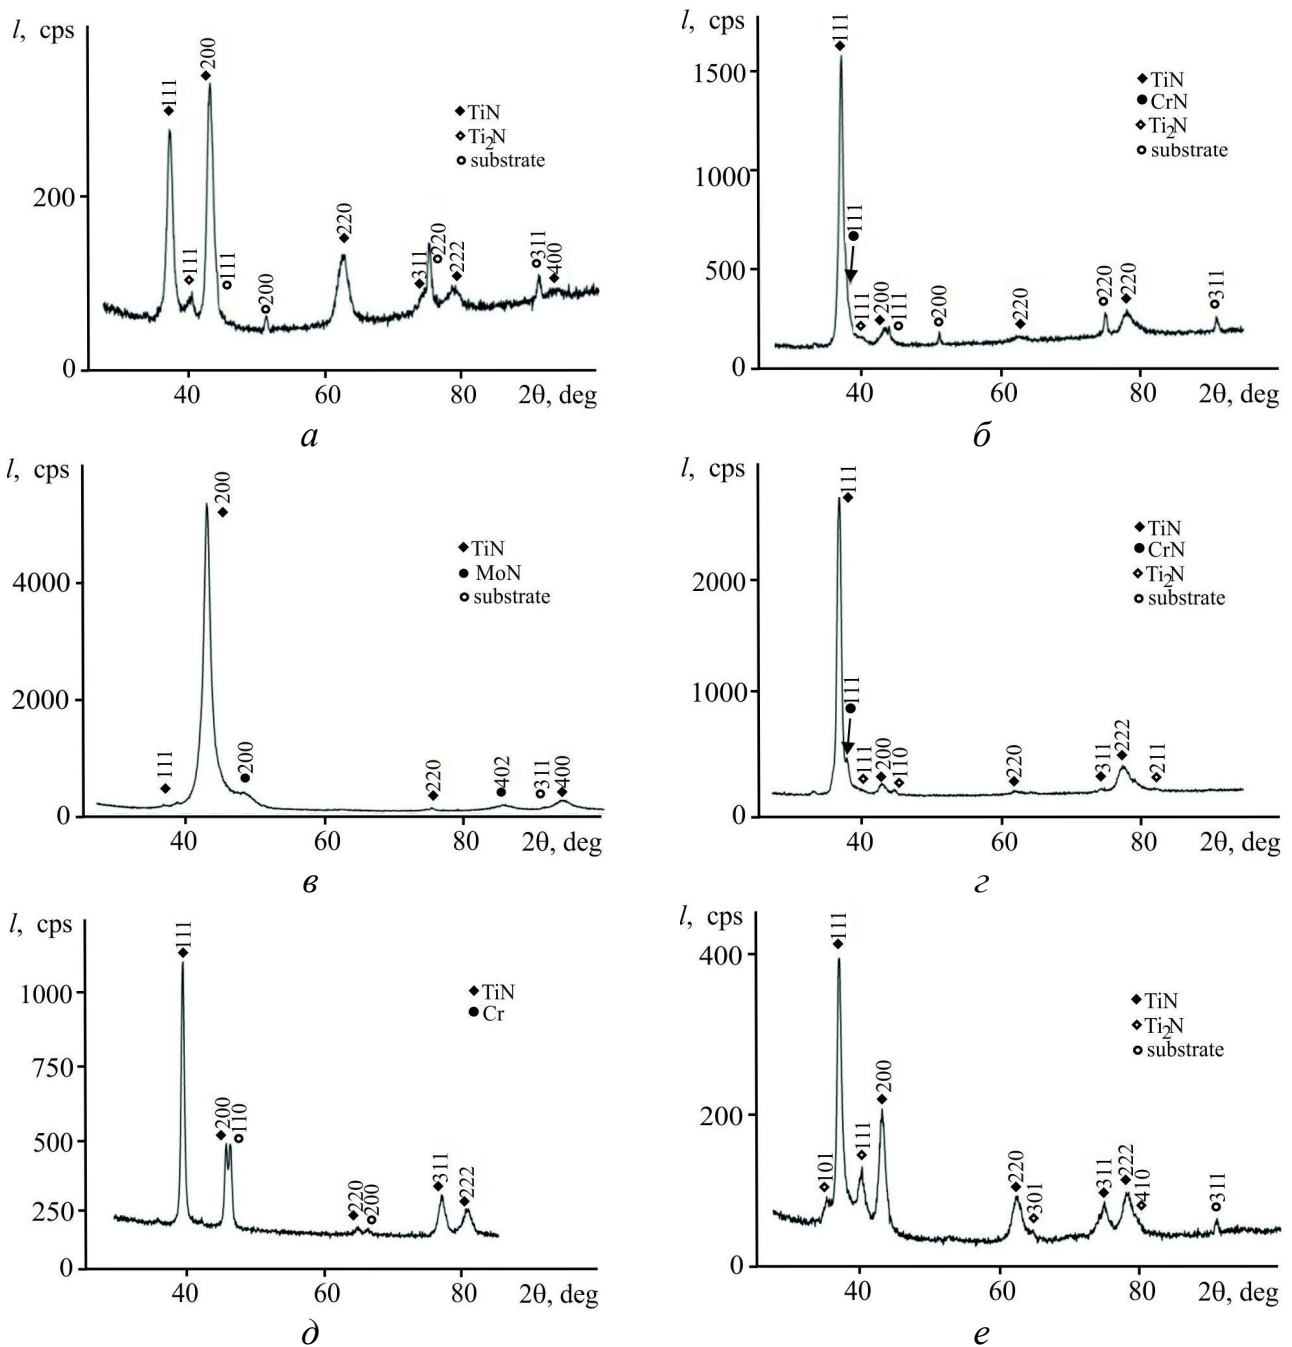 I, cps
200
0
40
60
80
2θ, deg
111
111
200
111
200
220
311
220
222
311
400
TiN
Ti2N
substrate
а
I, cps
1500
1000
500
0
40
60
80
2θ, deg
111
111
111
200
111
200
220
220
220
311
TiN
CrN
Ti2N
substrate
б
I, cps
4000
2000
0
40
60
80
2θ, deg
111
200
200
220
402
311
400
TiN
MoN
substrate
в
I, cps
2000
1000
0
40
60
80
2θ, deg
111
111
111
200
110
220
311
222
211
TiN
CrN
Ti2N
substrate
г
I, cps
1000
750
500
250
0
40
60
80
2θ, deg
111
200
110
220
200
311
222
TiN
Cr
д
I, cps
400
200
0
40
60
80
2θ, deg
101
111
111
200
220
301
311
222
410
311
TiN
Ti2N
substrate
е